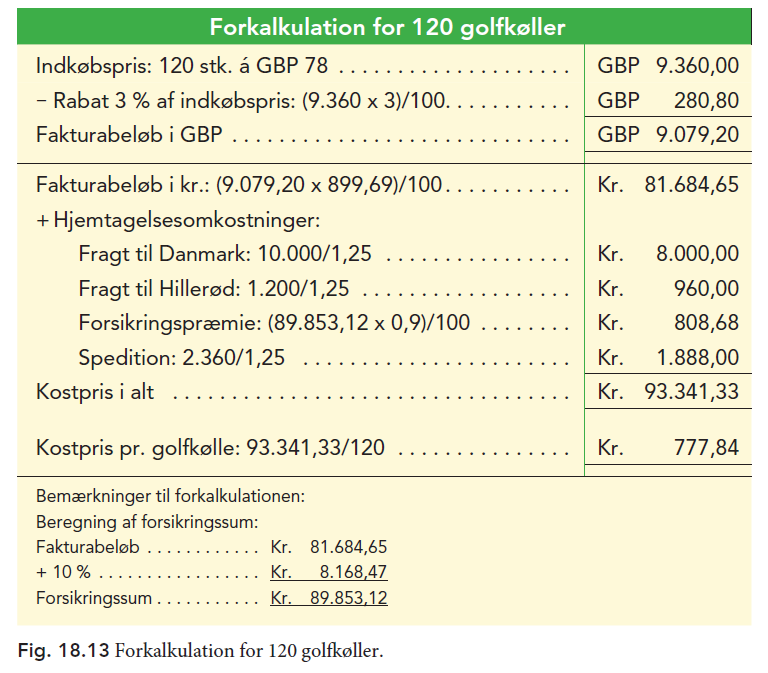 Forkalkulation for 120 golfkøller
Indkøbspris: 120 stk. á GBP 78 . . . . . . . . . . . . . . . . . . . . GBP 9.360,00
– Rabat 3 % af indkøbspris: (9.360 x 3)/100. . . . . . . . . . . GBP 280,80
Fakturabeløb i GBP . . . . . . . . . . . . . . . . . . . . . . . . . . . . . GBP 9.079,20
Fakturabeløb i kr.: (9.079,20 x 899,69)/100. . . . . . . . . . . Kr. 81.684,65
+ Hjemtagelsesomkostninger:
Fragt til Danmark: 10.000/1,25 . . . . . . . . . . . . . . . . Kr. 8.000,00
Fragt til Hillerød: 1.200/1,25 . . . . . . . . . . . . . . . . . . Kr. 960,00
Forsikringspræmie: (89.853,12 x 0,9)/100 . . . . . . . . Kr. 808,68
Spedition: 2.360/1,25 . . . . . . . . . . . . . . . . . . . . . . . Kr. 1.888,00
Kostpris i alt . . . . . . . . . . . . . . . . . . . . . . . . . . . . . . . . . . Kr. 93.341,33
Kostpris pr. golfkølle: 93.341,33/120 . . . . . . . . . . . . . . . Kr. 777,84
Bemærkninger til forkalkulationen:
Beregning af forsikringssum:
Fakturabeløb . . . . . . . . . . . . Kr. 81.684,65
+ 10 % . . . . . . . . . . . . . . . . . Kr. 8.168,47
Forsikringssum . . . . . . . . . . . Kr. 89.853,12
Fig. 18.13 Forkalkulation for 120 golfkøller.